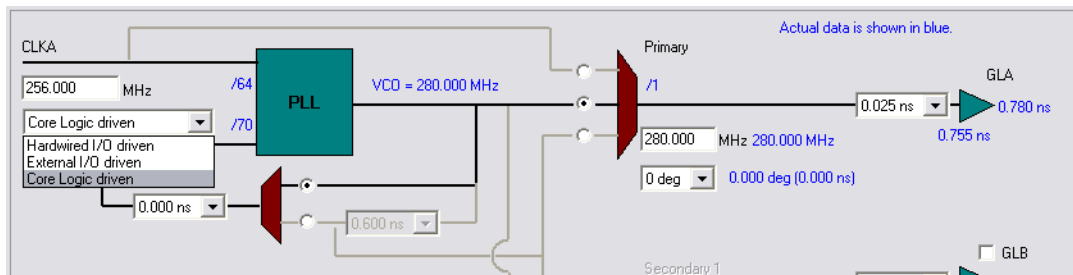 Actual data is shown in blue.
CLKA
Primary
GLA
256.000 MHz
/64
PLL
VCO = 280.000 MHz
/1
0.025 ns
0.780 ns
0.755 ns
Core Logic driven
/70
Hardwired I/O driven
External I/O driven
Core Logic driven
280.000 MHz 280.000 MHz
0 deg
0.000 deg (0.000 ns)
0.000 ns
0.600 ns
GLB
Secondary 1